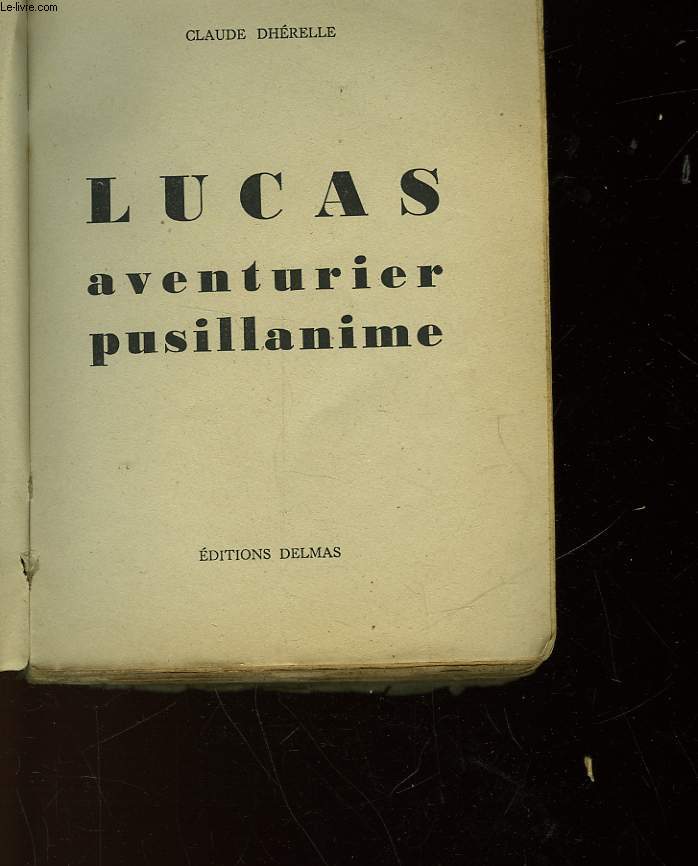 Le-livre.com
CLAUDE DHÉRELLE
LUCAS
aventurier
pusillanime
ÉDITIONS DELMAS